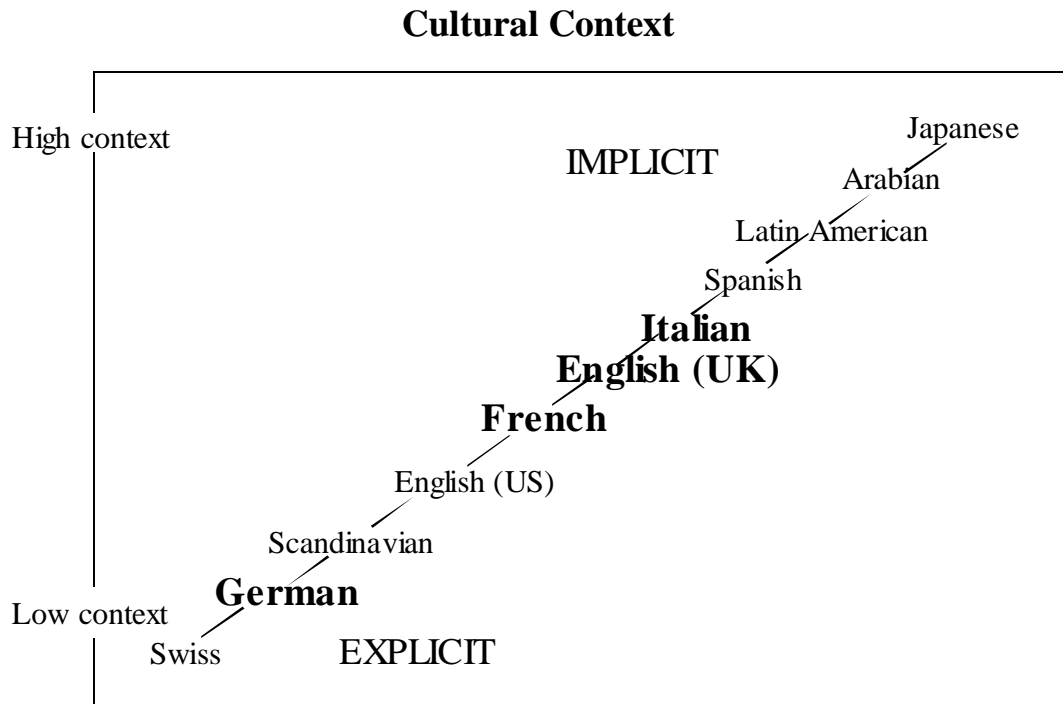 Cultural Context
Japanese
High context
IMPLICIT
Arabian
Latin American
Spanish
Italian
English (UK)
French
English (US)
Scandinavian
German
Low context
Swiss
EXPLICIT